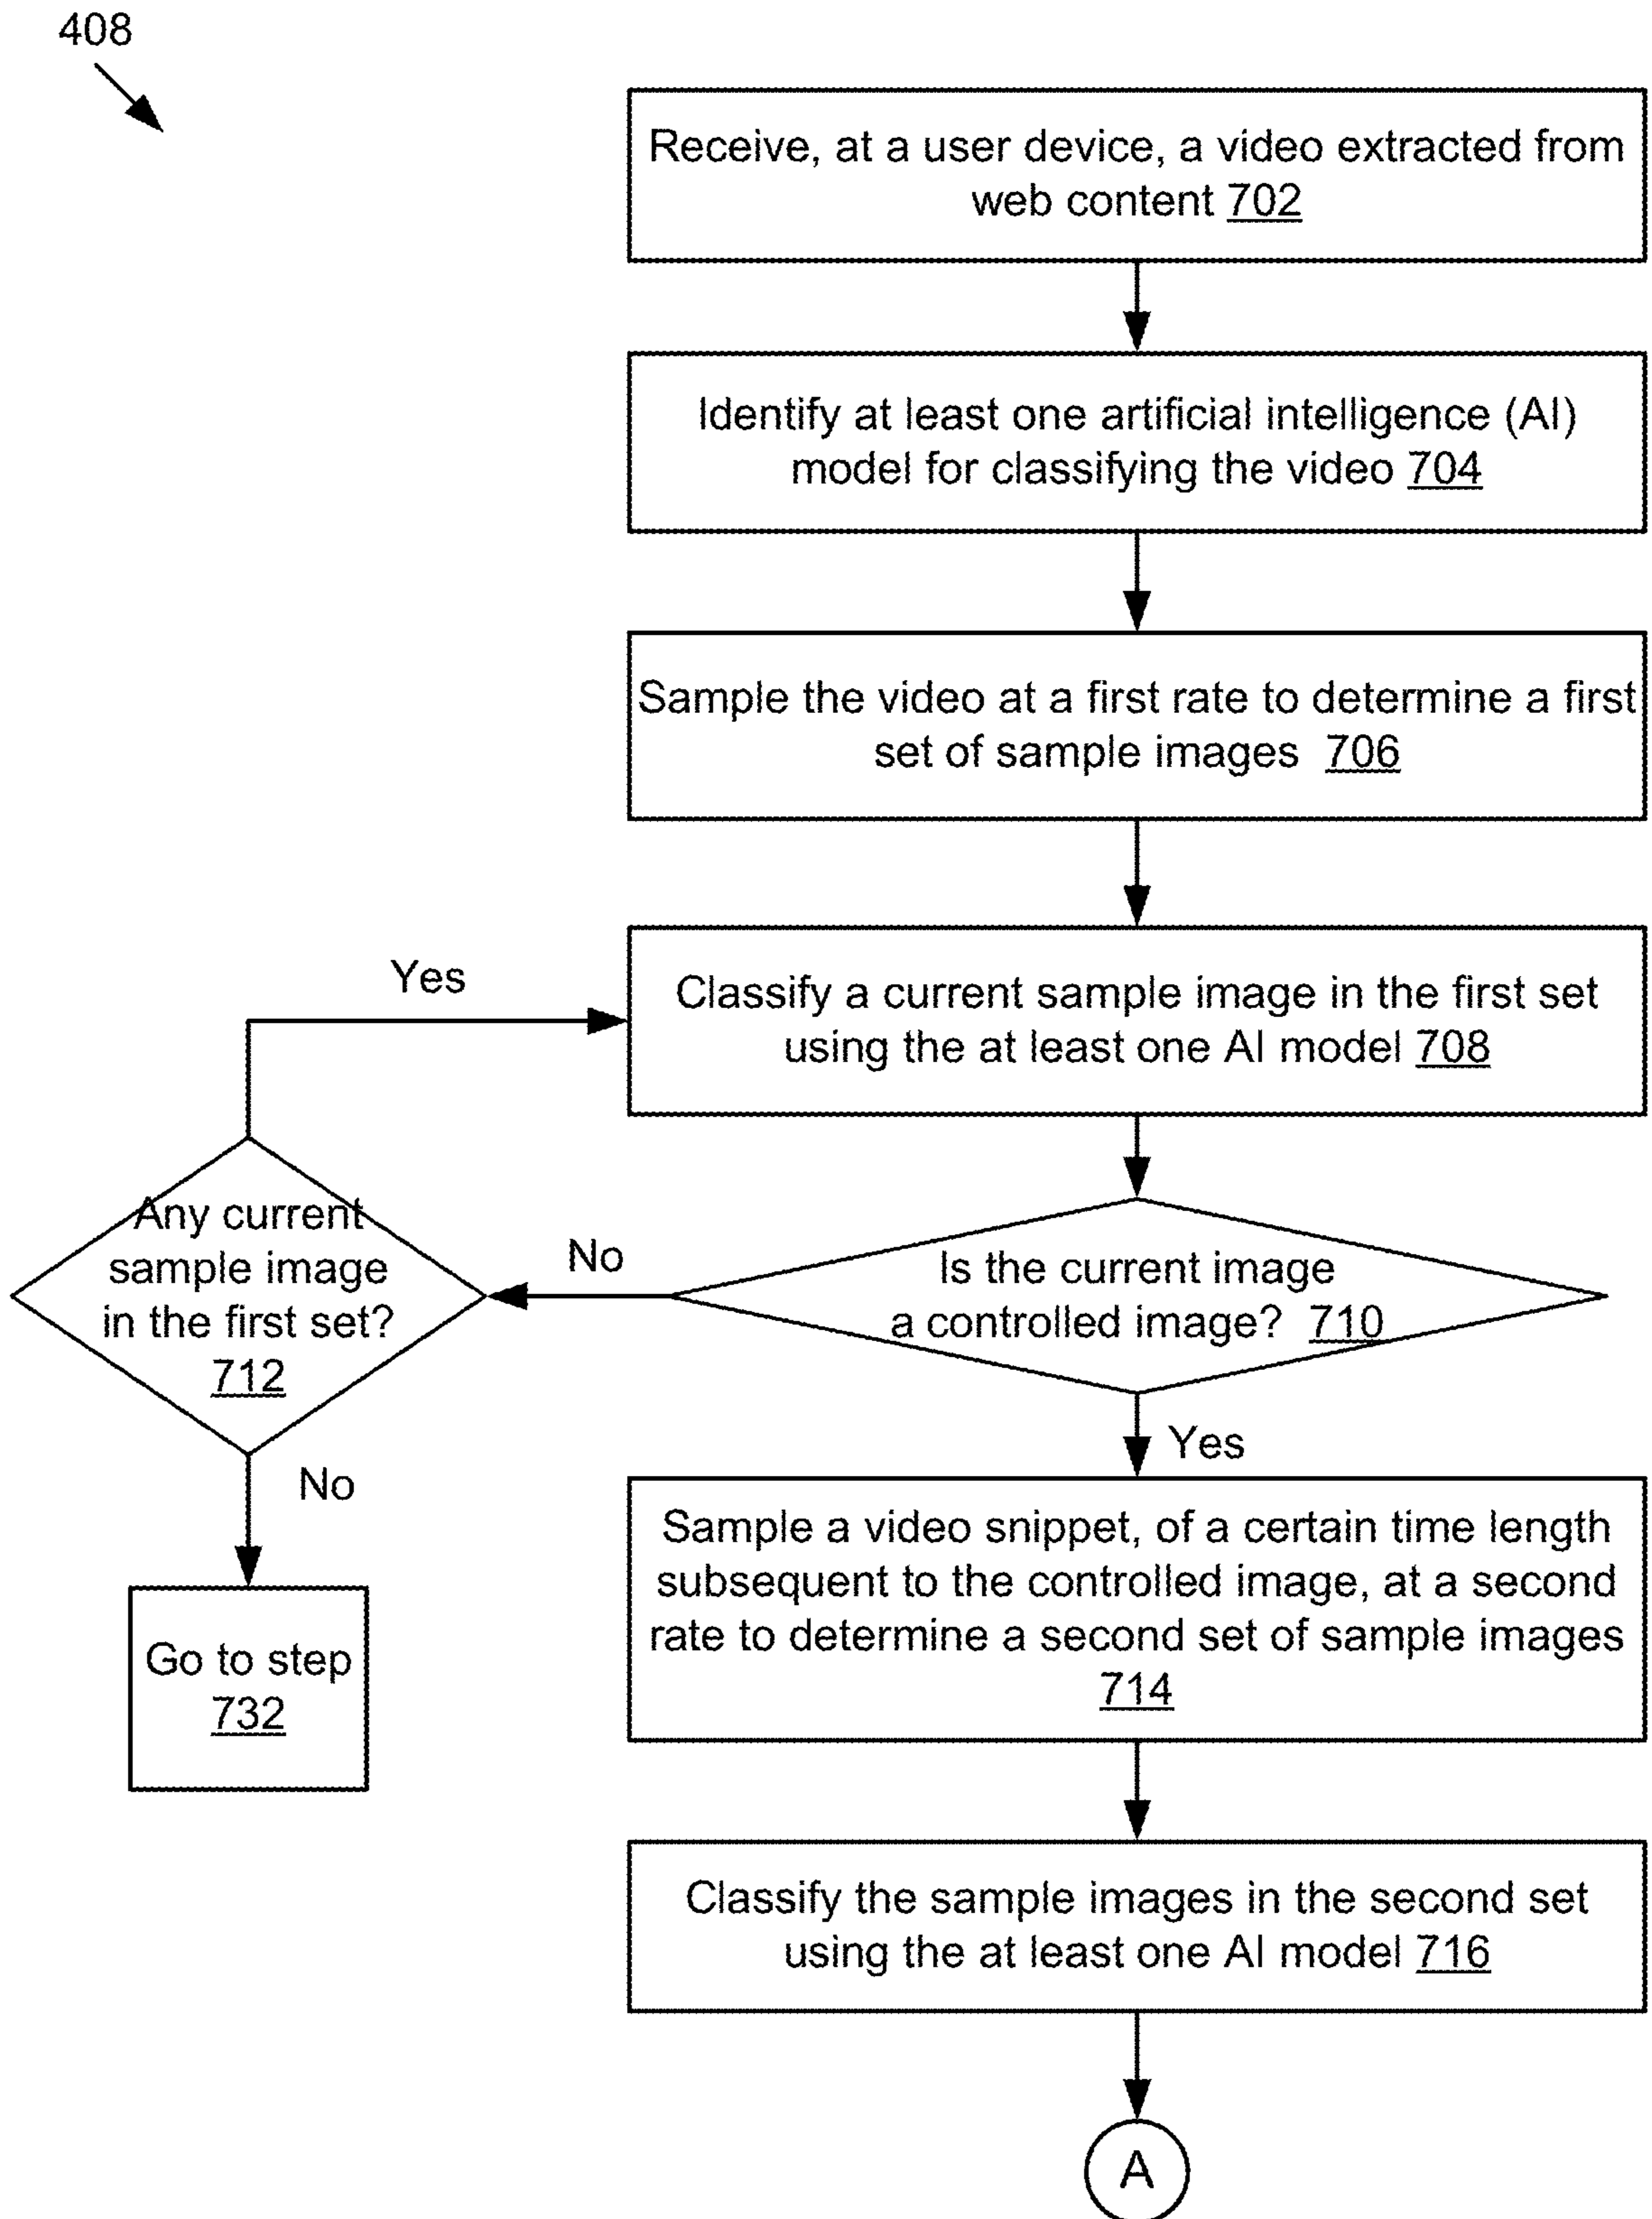 408
Receive, at a user device, a video extracted from
web content 702
Identify at least one artificial intelligence (AI)
model for classifying the video 704
Sample the video at a first rate to determine a first
set of sample images 706
Yes
Classify a current sample image in the first set
using the at least one AI model 708
Any current
sample image
in the first set?
712
No
Is the current image
a controlled image? 710
Yes
No
Go to step
732
Sample a video snippet, of a certain time length
subsequent to the controlled image, at a second
rate to determine a second set of sample images
714
Classify the sample images in the second set
using the at least one AI model 716
A